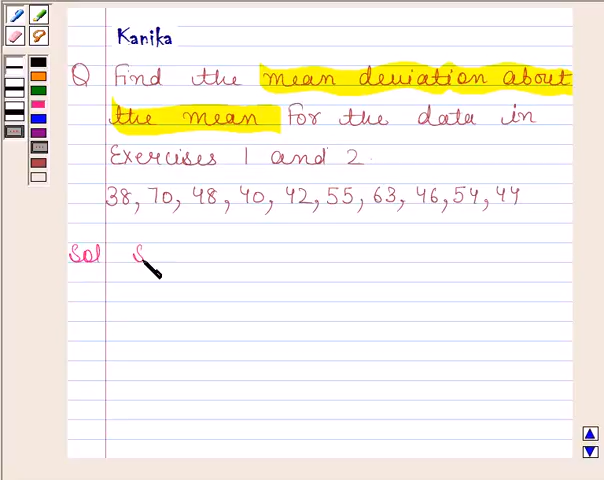 Kanika
Q Find the mean deviation about
the mean for the data in
Exercises 1 and 2.
38, 70, 48, 40, 42, 55, 63, 46, 54, 44
Sol S